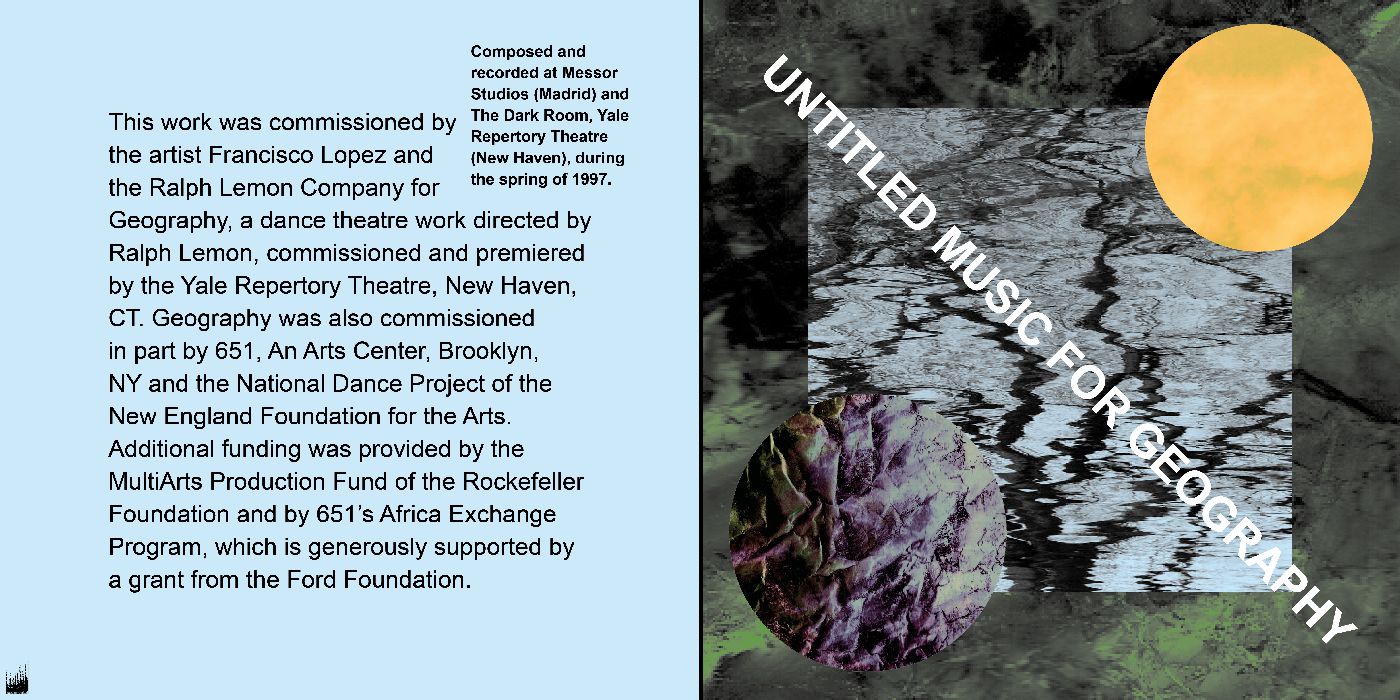 Composed and
recorded at Messor
Studios (Madrid) and
The Dark Room, Yale
Repertory Theatre
(New Haven), during
the spring of 1997.
This work was commissioned by
the artist Francisco Lopez and
the Ralph Lemon Company for
Geography, a dance theatre work directed by
Ralph Lemon, commissioned and premiered
by the Yale Repertory Theatre, New Haven,
CT. Geography was also commissioned
in part by 651, An Arts Center, Brooklyn,
NY and the National Dance Project of the
New England Foundation for the Arts.
Additional funding was provided by the
MultiArts Production Fund of the Rockefeller
Foundation and by 651's Africa Exchange
Program, which is generously supported by
a grant from the Ford Foundation.
UNTITLED MUSIC FOR GEOGRAPHY